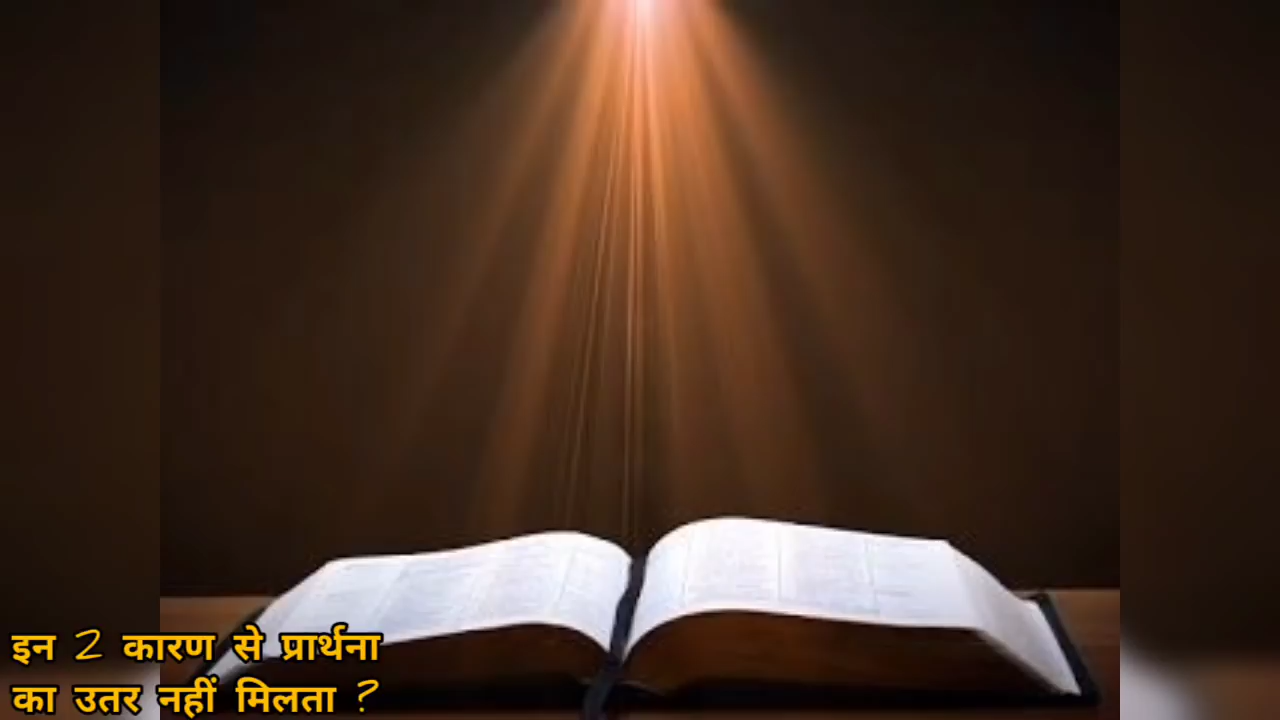 इन 2 कारण से प्रार्थना
का उतर नहीं मिलता ?